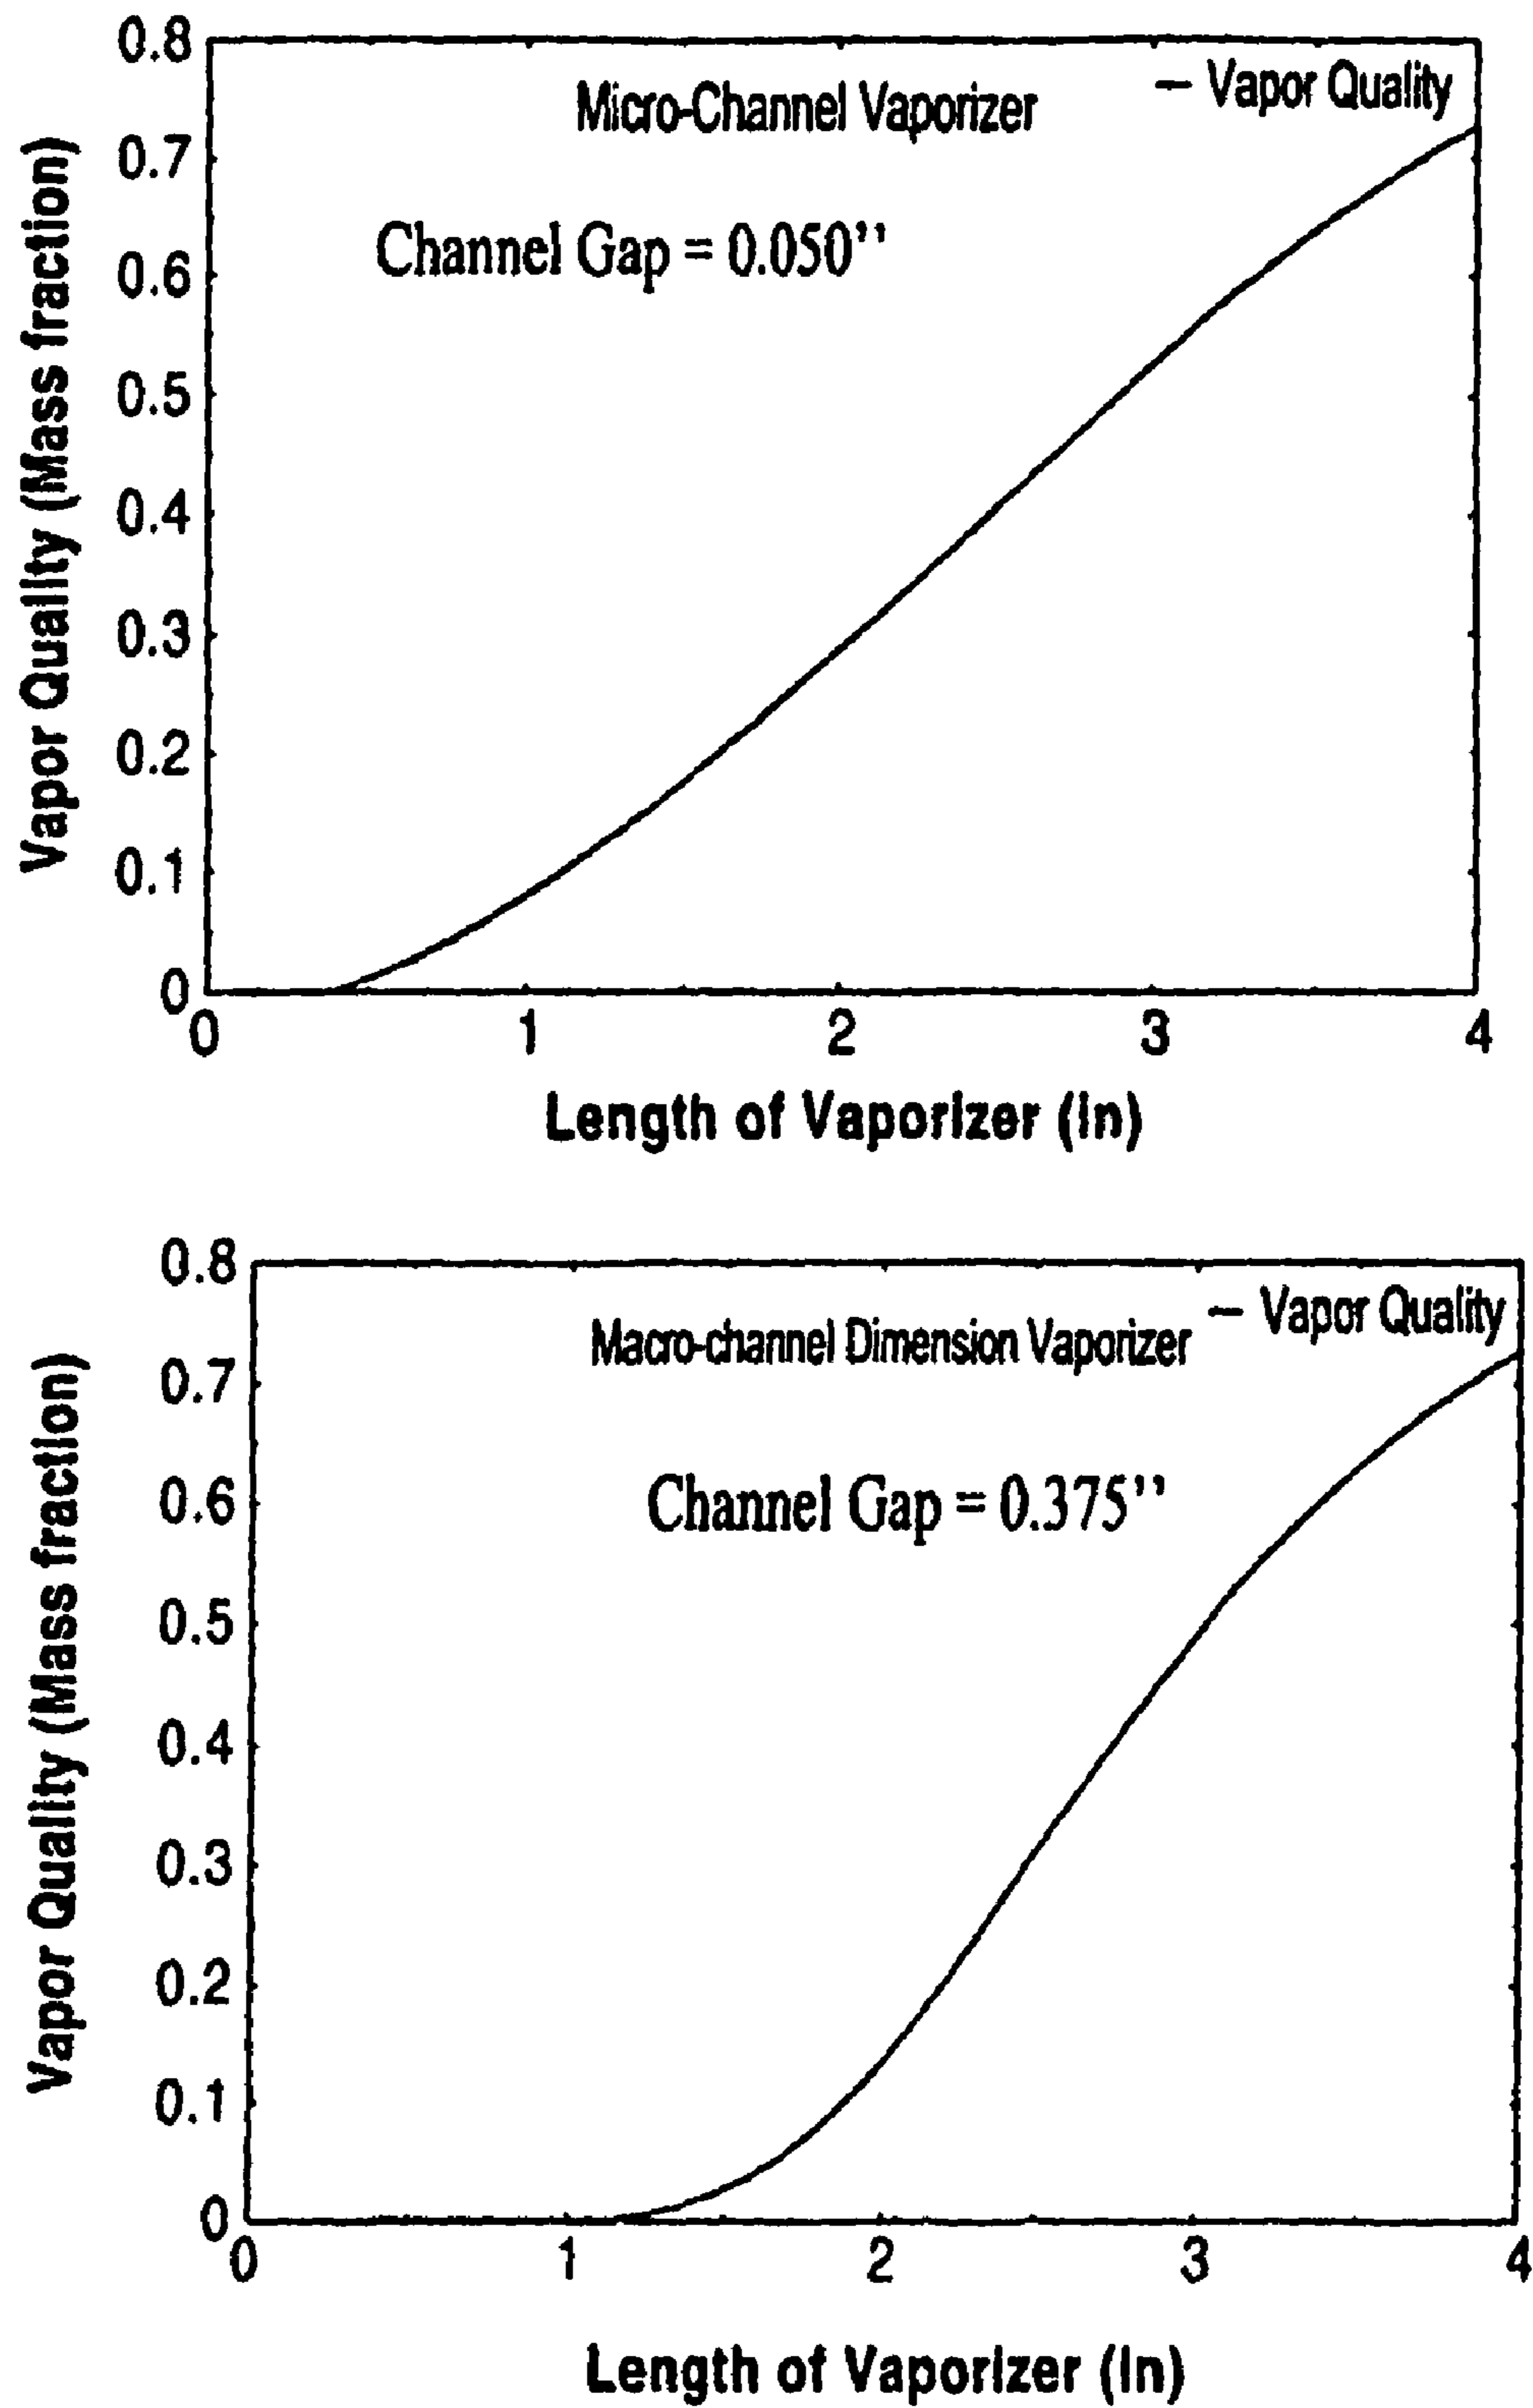 0.8
Micro-Channel Vaporizer
— Vapor Quality
0.7
Channel Gap = 0.050’’
0.6
0.5
0.4
0.3
0.2
0.1
0
Vapor Quality (Mass fraction)
0 1 2 3 4
Length of Vaporizer (in)
0.8
Macro-channel Dimension Vaporizer
— Vapor Quality
0.7
Channel Gap = 0.375’’
0.6
0.5
0.4
0.3
0.2
0.1
0
Vapor Quality (Mass fraction)
0 1 2 3 4
Length of Vaporizer (in)